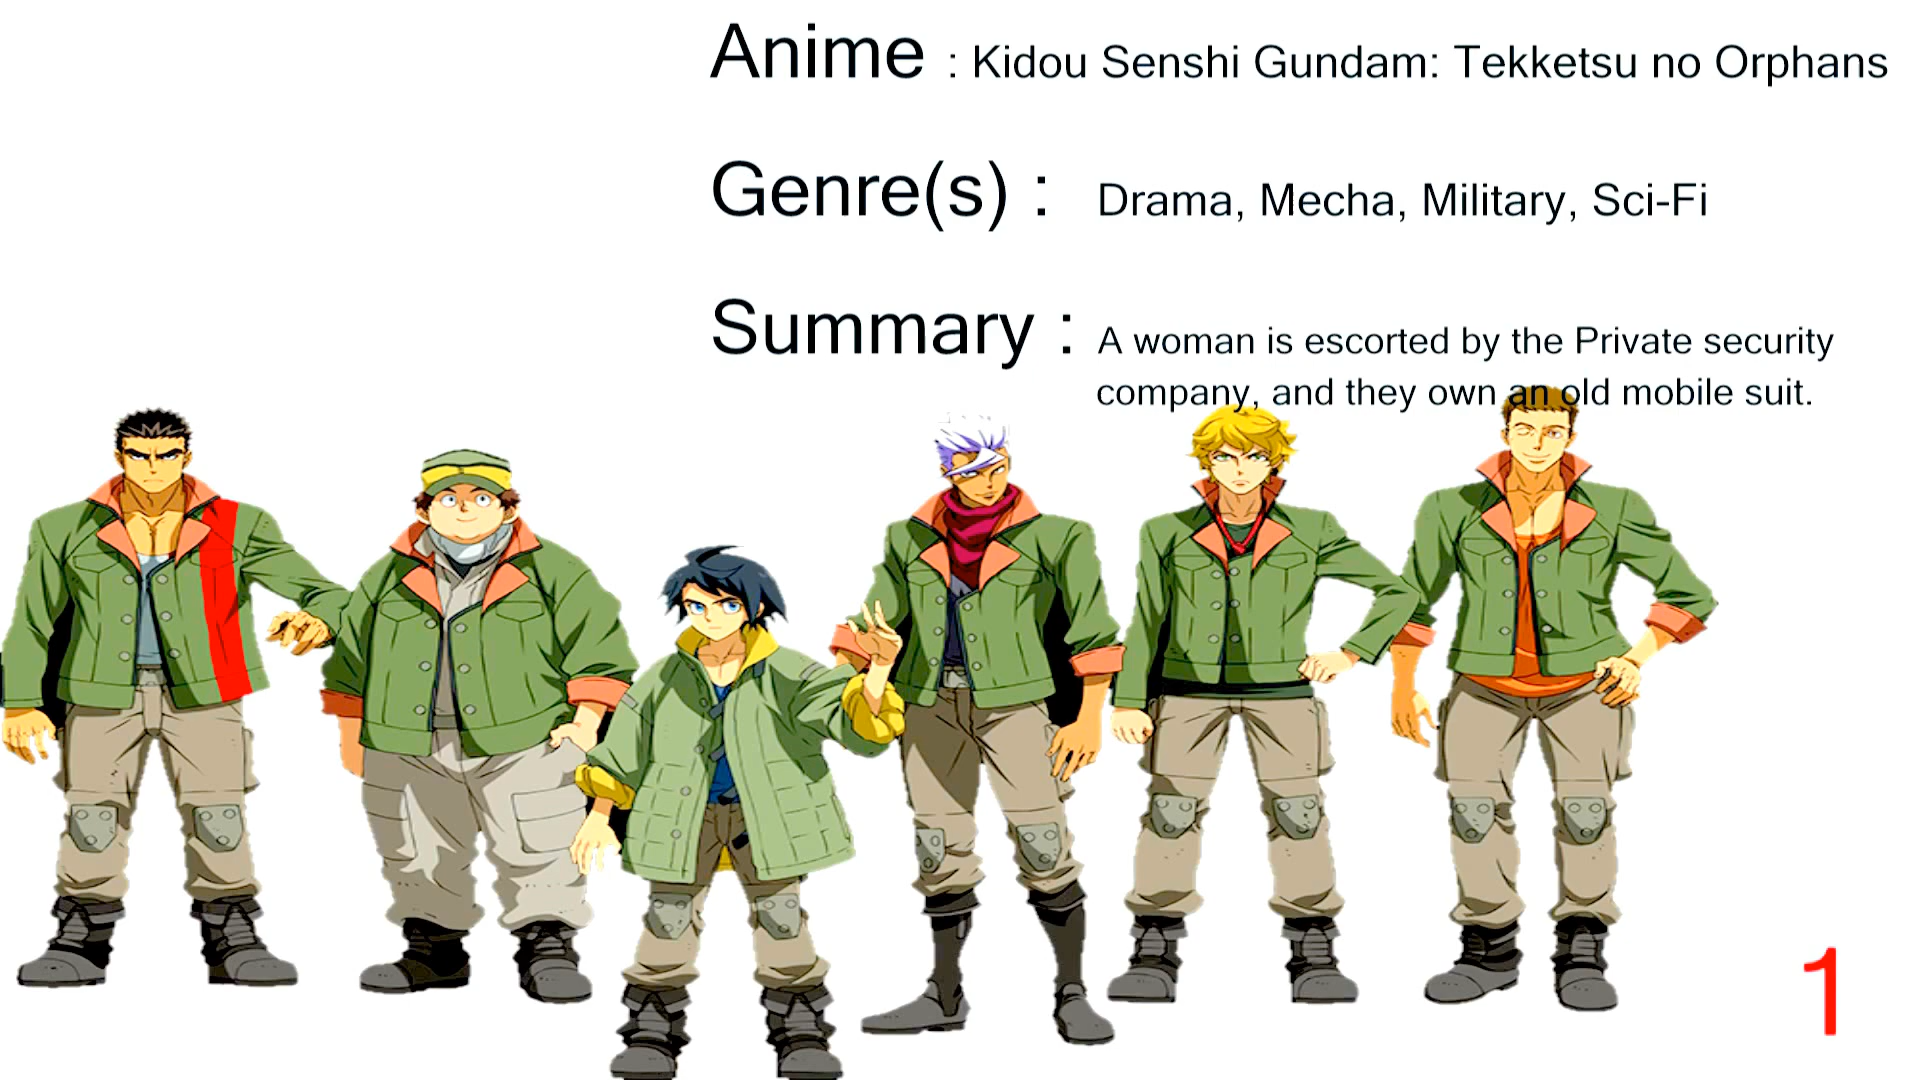 Anime : Kidou Senshi Gundam: Tekketsu no Orphans
Genre(s) : Drama, Mecha, Military, Sci-Fi
Summary : A woman is escorted by the Private security
company, and they own an old mobile suit.
1